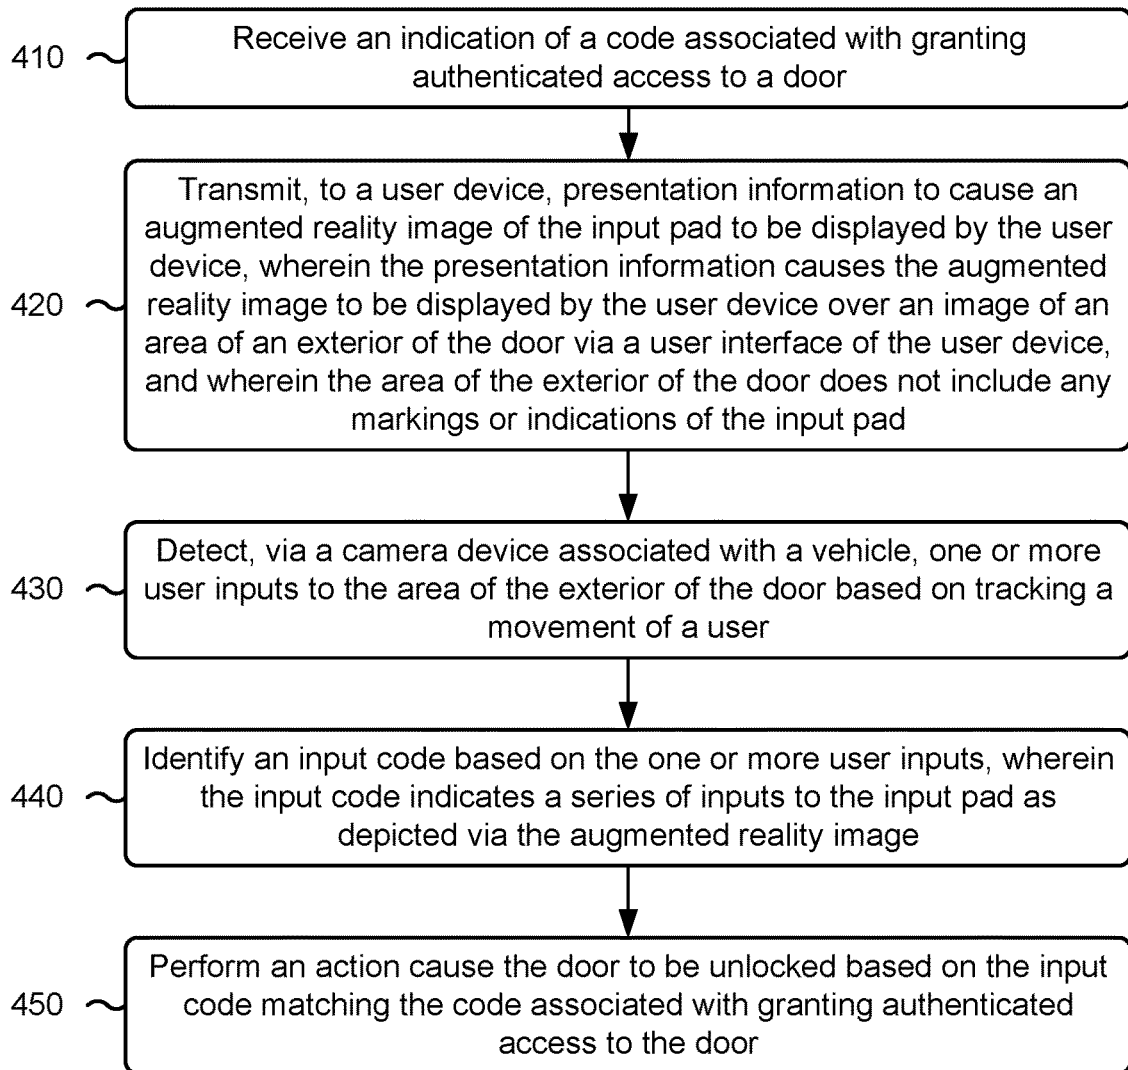 410
Receive an indication of a code associated with granting
authenticated access to a door
420
Transmit, to a user device, presentation information to cause an
augmented reality image of the input pad to be displayed by the user
device, wherein the presentation information causes the augmented
reality image to be displayed by the user device over an image of an
area of an exterior of the door via a user interface of the user device,
and wherein the area of the exterior of the door does not include any
markings or indications of the input pad
430
Detect, via a camera device associated with a vehicle, one or more
user inputs to the area of the exterior of the door based on tracking a
movement of a user
440
Identify an input code based on the one or more user inputs, wherein
the input code indicates a series of inputs to the input pad as
depicted via the augmented reality image
450
Perform an action cause the door to be unlocked based on the input
code matching the code associated with granting authenticated
access to the door